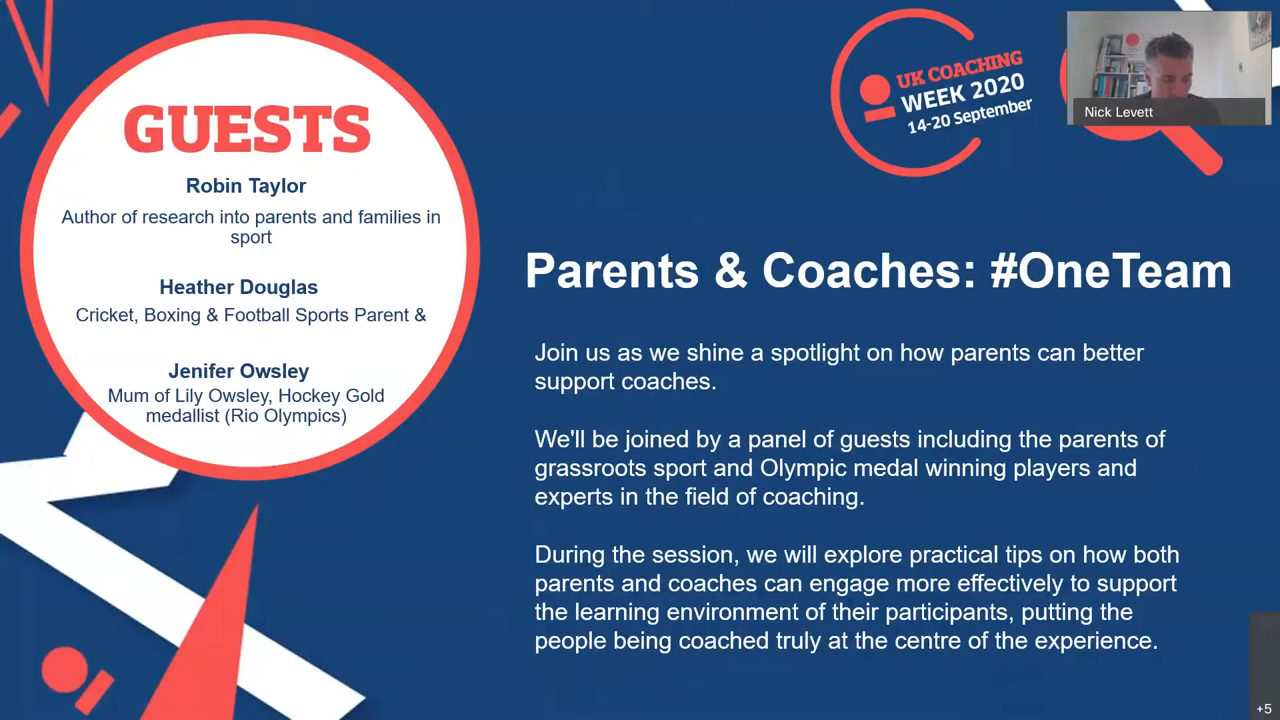 GUESTS
Robin Taylor
Author of research into parents and families in
sport
Heather Douglas
Cricket, Boxing & Football Sports Parent &
Jenifer Owsley
Mum of Lily Owsley, Hockey Gold
medallist (Rio Olympics)
UK COACHING
WEEK 2020
14-20 September
Nick Levett
Parents & Coaches: #OneTeam
Join us as we shine a spotlight on how parents can better
support coaches.
We'll be joined by a panel of guests including the parents of
grassroots sport and Olympic medal winning players and
experts in the field of coaching.
During the session, we will explore practical tips on how both
parents and coaches can engage more effectively to support
the learning environment of their participants, putting the
people being coached truly at the centre of the experience.
+5